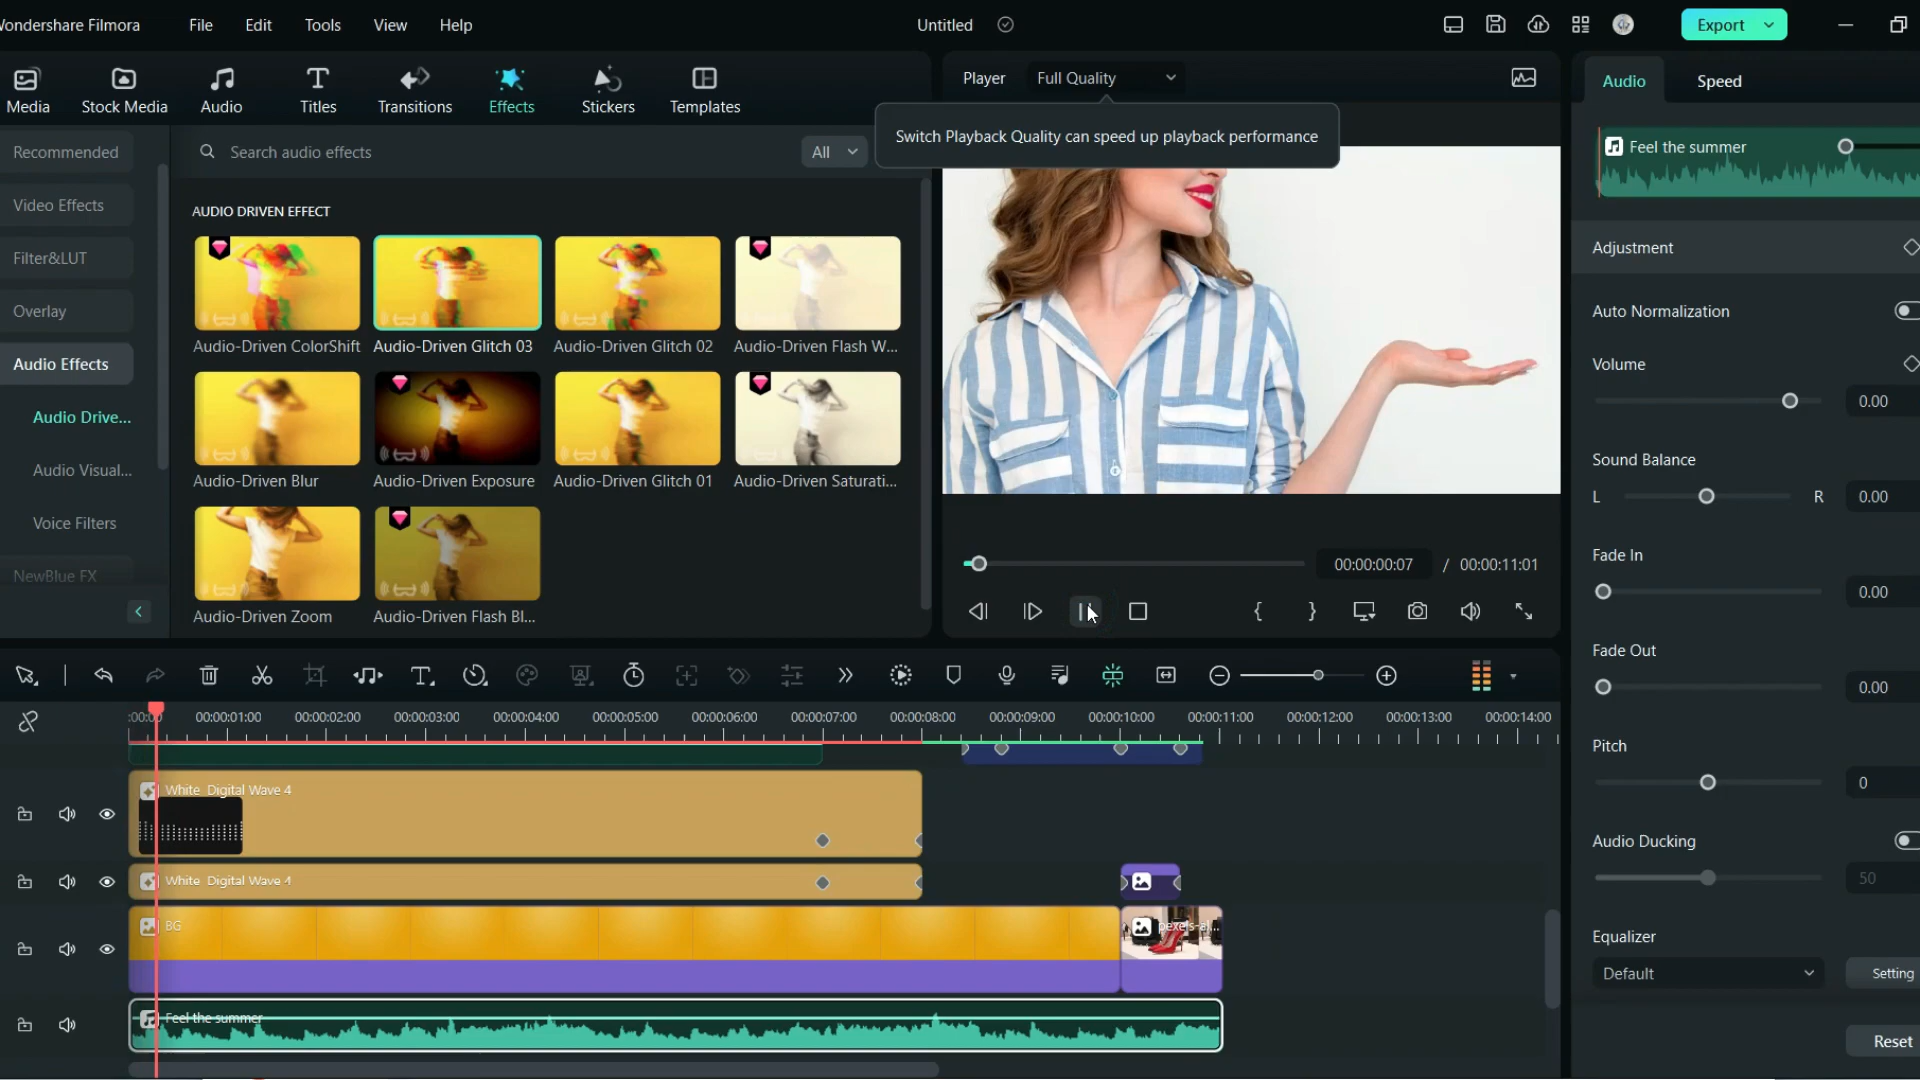 Wondershare Filmora File Edit Tools View Help Untitled Export
Media Stock Media Audio Titles Transitions Effects Stickers Templates
Player Full Quality
Audio Speed
Switch Playback Quality can speed up playback performance
Recommended
Video Effects
Filter&LUT
Overlay
Audio Effects
Audio Drive...
Audio Visual...
Voice Filters
NewBlue FX
Search audio effects All
AUDIO DRIVEN EFFECT
Audio-Driven ColorShift Audio-Driven Glitch 03 Audio-Driven Glitch 02 Audio-Driven Flash W...
Audio-Driven Blur Audio-Driven Exposure Audio-Driven Glitch 01 Audio-Driven Saturati...
Audio-Driven Zoom Audio-Driven Flash Bl...
00:00:00:07 / 00:00:11:01
Feel the summer
Adjustment
Auto Normalization
Volume
0.00
Sound Balance
L R 0.00
Fade In
0.00
Fade Out
0.00
Pitch
0
Audio Ducking
50
Equalizer
Default Setting
Reset
:00:00 00:00:01:00 00:00:02:00 00:00:03:00 00:00:04:00 00:00:05:00 00:00:06:00 00:00:07:00 00:00:08:00 00:00:09:00 00:00:10:00 00:00:11:00 00:00:12:00 00:00:13:00 00:00:14:00
White Digital Wave 4
White Digital Wave 4
BG pexels-al...
Feel the summer